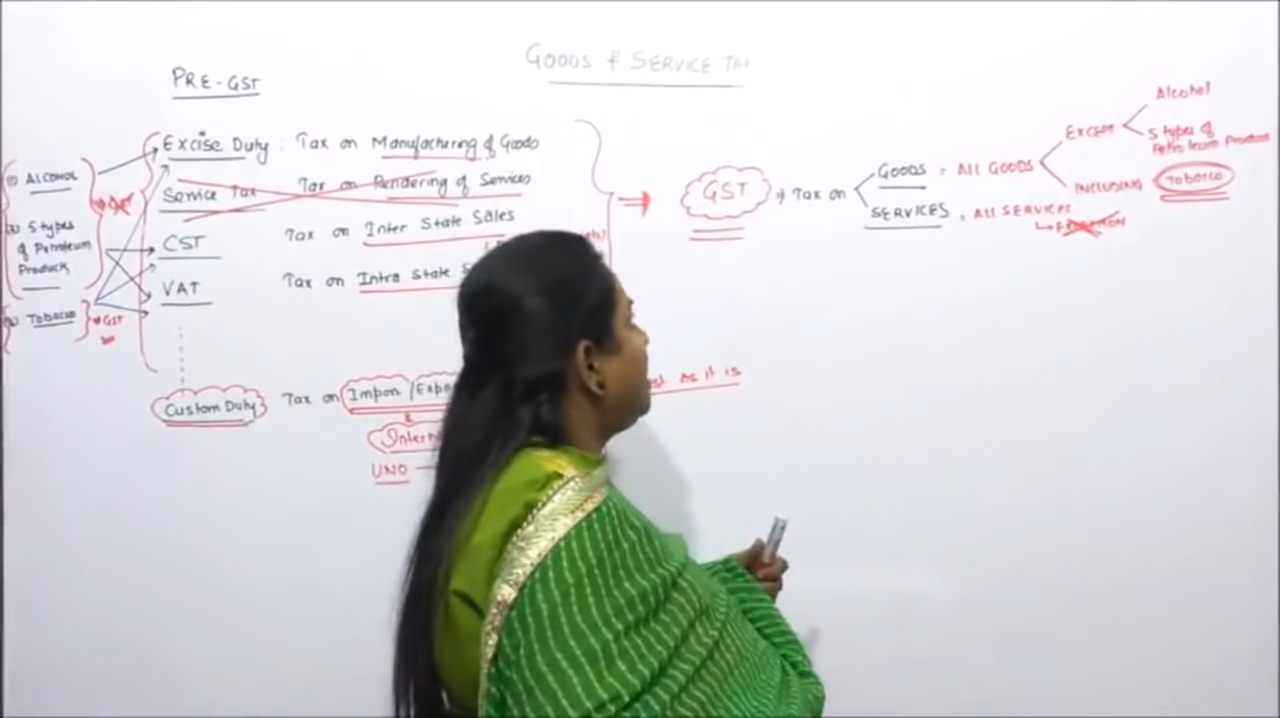 GOODS & SERVICE TAX
PRE-GST
Excise Duty : Tax on Manufacturing of Goods
Service Tax Tax on Rendering of Services
CST Tax on Inter State Sales
VAT Tax on Intra State
Custom Duty Tax on Import /Expo
as it is
Intern
UNO
(1) ALCOHOL
5 types
of Petroleum
Products
Tobacco
GST
GST ⇒ Tax on
GOODS = ALL GOODS
SERVICES = ALL SERVICES
EXCEPT
Alcohol
5 types of
Petroleum Products
INCLUDING Tobacco